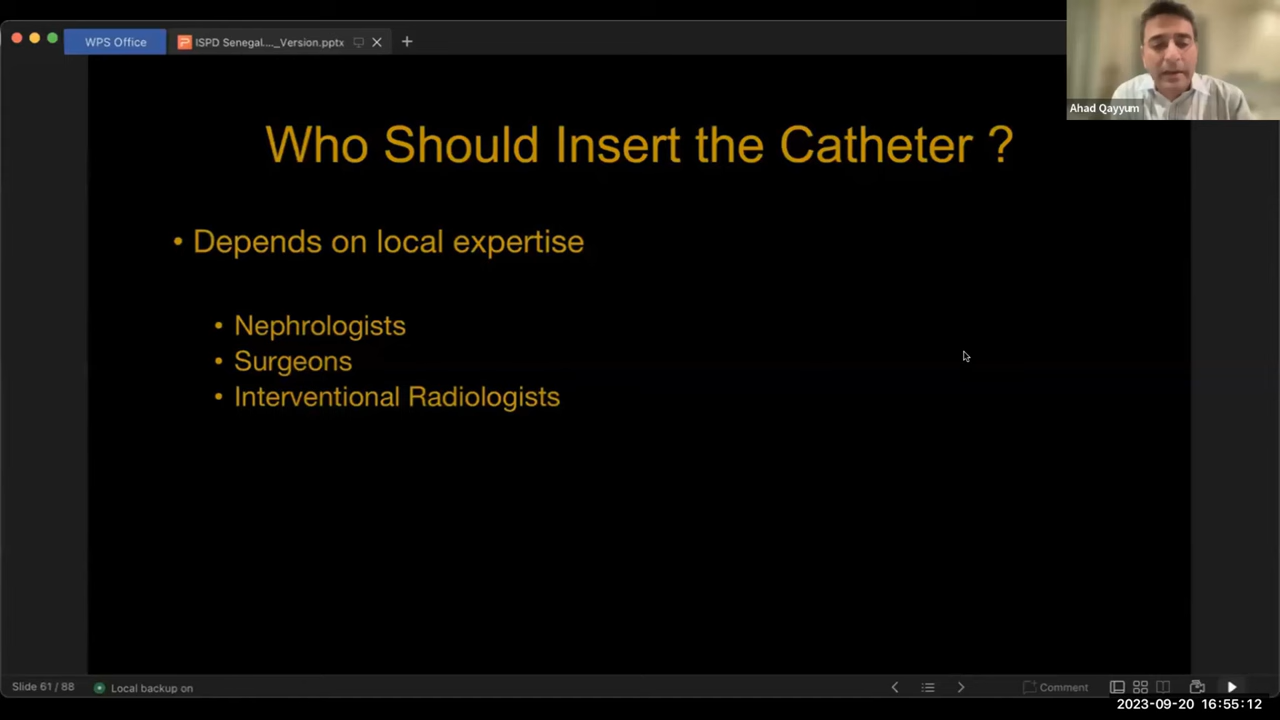 WPS Office
ISPD Senegal...._Version.pptx
Ahad Qayyum
Who Should Insert the Catheter ?
• Depends on local expertise
• Nephrologists
• Surgeons
• Interventional Radiologists
Slide 61 / 88
Local backup on
Comment
2023-09-20 16:55:12